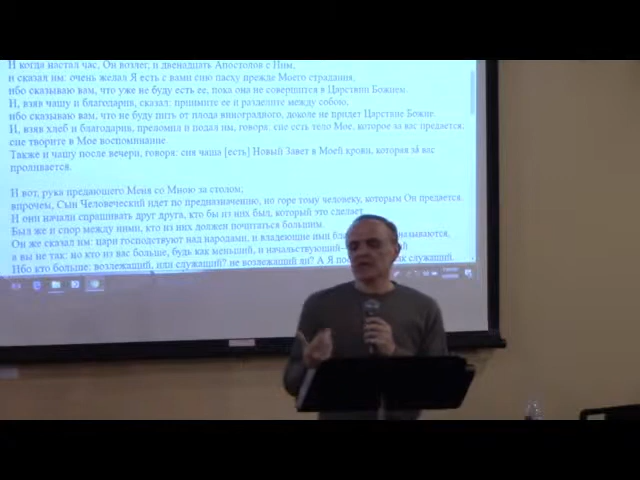 И когда настал час, Он возлег, и двенадцать Апостолов с Ним,
и сказал им: очень желал Я есть с вами сию пасху прежде Моего страдания,
ибо сказываю вам, что уже не буду есть ее, пока она не совершится в Царствии Божием.
И, взяв чашу и благодарив, сказал: приимите ее и разделите между собою,
ибо сказываю вам, что не буду пить от плода виноградного, доколе не придет Царствие Божие.
И, взяв хлеб и благодарив, преломил и подал им, говоря: сие есть тело Мое, которое за вас предается,
сие творите в Мое воспоминание.
Также и чашу после вечери, говоря: сия чаша [есть] Новый Завет в Моей крови, которая за вас
проливается.
И вот, рука предающего Меня со Мною за столом;
впрочем, Сын Человеческий идет по предназначению, но горе тому человеку, которым Он предается.
И они начали спрашивать друг друга, кто бы из них был, который это сделает.
Был же и спор между ними, кто из них должен почитаться большим.
Он же сказал им: цари господствуют над народами, и владеющие ими
а вы не так: но кто из вас больше, будь как меньший, и начальствующий-
Ибо кто больше: возлежащий, или служащий? не возлежащий ли? А Я служащий.